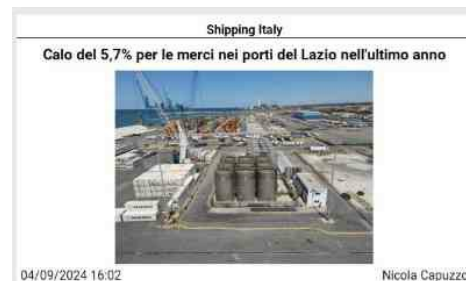 Shipping Italy
Calo del 5,7% per le merci nei porti del Lazio nell'ultimo anno
04/09/2024 16:02
Nicola Capuzzo